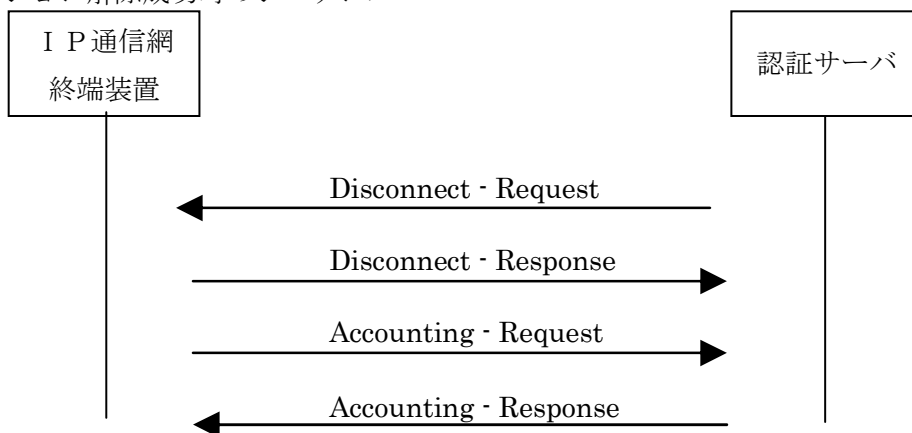 ＩＰ通信網
終端装置
認証サーバ
Disconnect - Request
Disconnect - Response
Accounting - Request
Accounting - Response